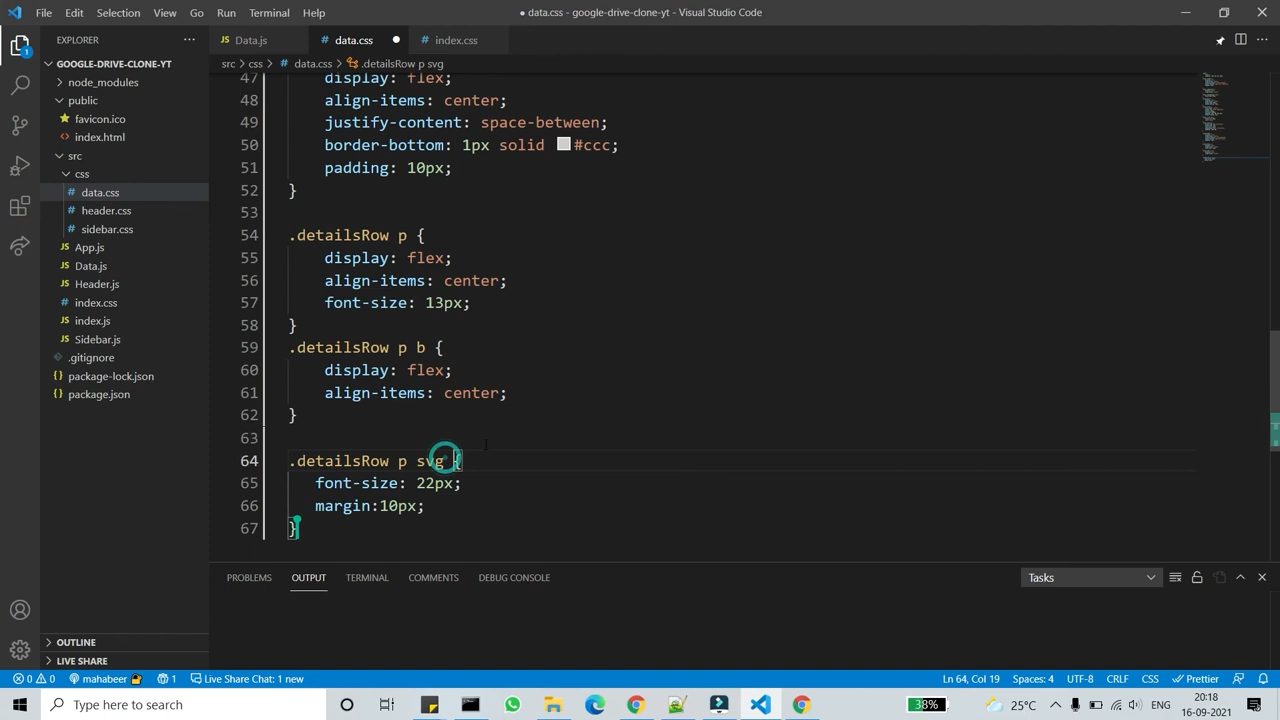 File Edit Selection View Go Run Terminal Help
● data.css - google-drive-clone-yt - Visual Studio Code
EXPLORER
JS Data.js
# data.css
# index.css
GOOGLE-DRIVE-CLONE-YT
src > css > # data.css > .detailsRow p svg
node_modules
public
favicon.ico
<> index.html
src
css
# data.css
# header.css
# sidebar.css
JS App.js
JS Data.js
JS Header.js
# index.css
JS index.js
JS Sidebar.js
.gitignore
package-lock.json
package.json
OUTLINE
LIVE SHARE
47 display: flex;
48 align-items: center;
49 justify-content: space-between;
50 border-bottom: 1px solid #ccc;
51 padding: 10px;
52 }
53
54 .detailsRow p {
55 display: flex;
56 align-items: center;
57 font-size: 13px;
58 }
59 .detailsRow p b {
60 display: flex;
61 align-items: center;
62 }
63
64 .detailsRow p svg {
65 font-size: 22px;
66 margin:10px;
67 }
PROBLEMS OUTPUT TERMINAL COMMENTS DEBUG CONSOLE
Tasks
0 0 mahabeer 1 Live Share Chat: 1 new
Ln 64, Col 19 Spaces: 4 UTF-8 CRLF CSS Prettier
Type here to search
38%
25°C
ENG
20:18
16-09-2021
1